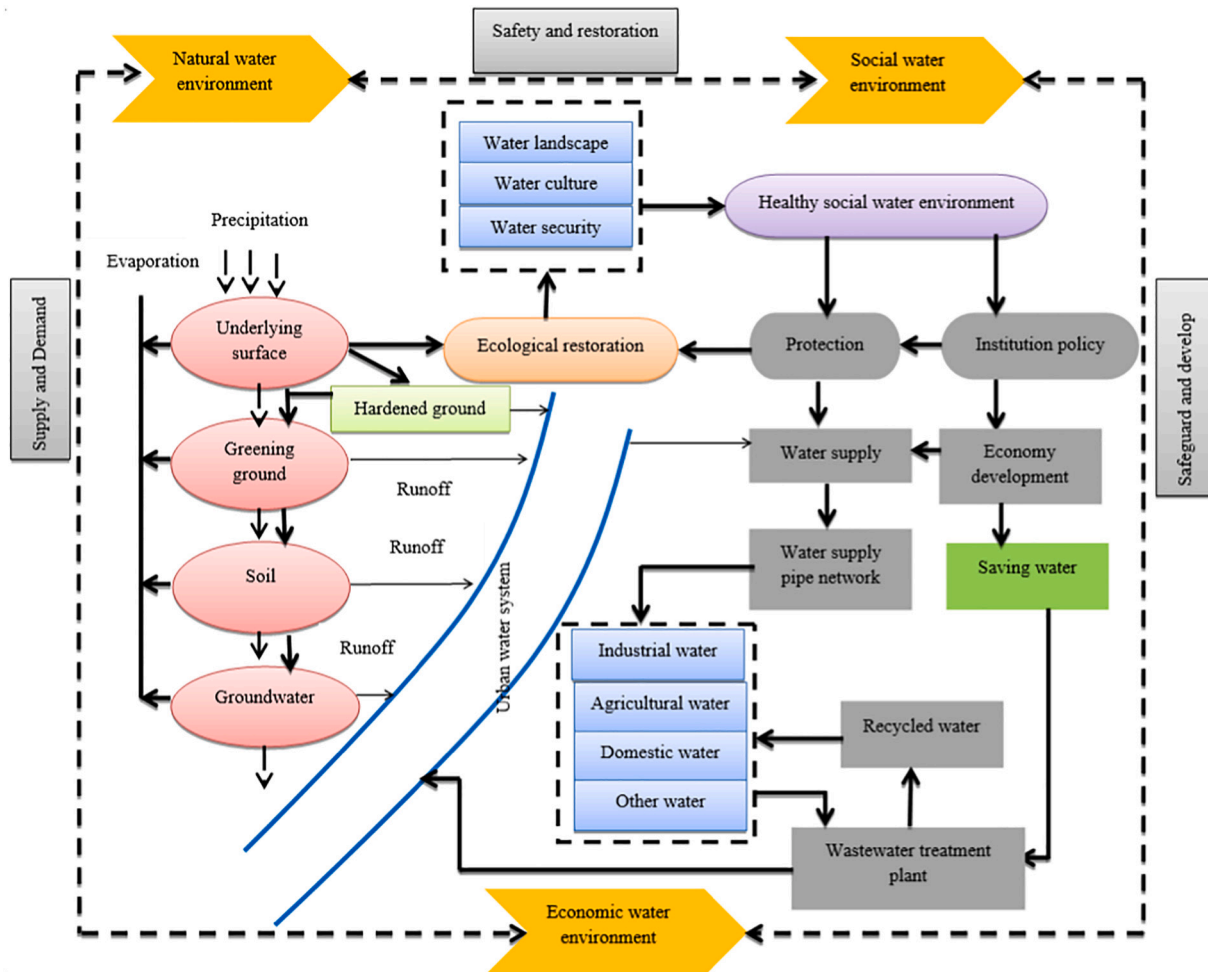 Safety and restoration
Natural water
environment
Social water
environment
Water landscape
Water culture
Water security
Healthy social water environment
Precipitation
Evaporation
Supply and Demand
Safeguard and develop
Underlying
surface
Ecological restoration
Protection
Institution policy
Hardened ground
Greening
ground
Runoff
Water supply
Economy
development
Runoff
Soil
Water supply
pipe network
Saving water
Urban water system
Runoff
Groundwater
Industrial water
Agricultural water
Domestic water
Other water
Recycled water
Wastewater treatment
plant
Economic water
environment